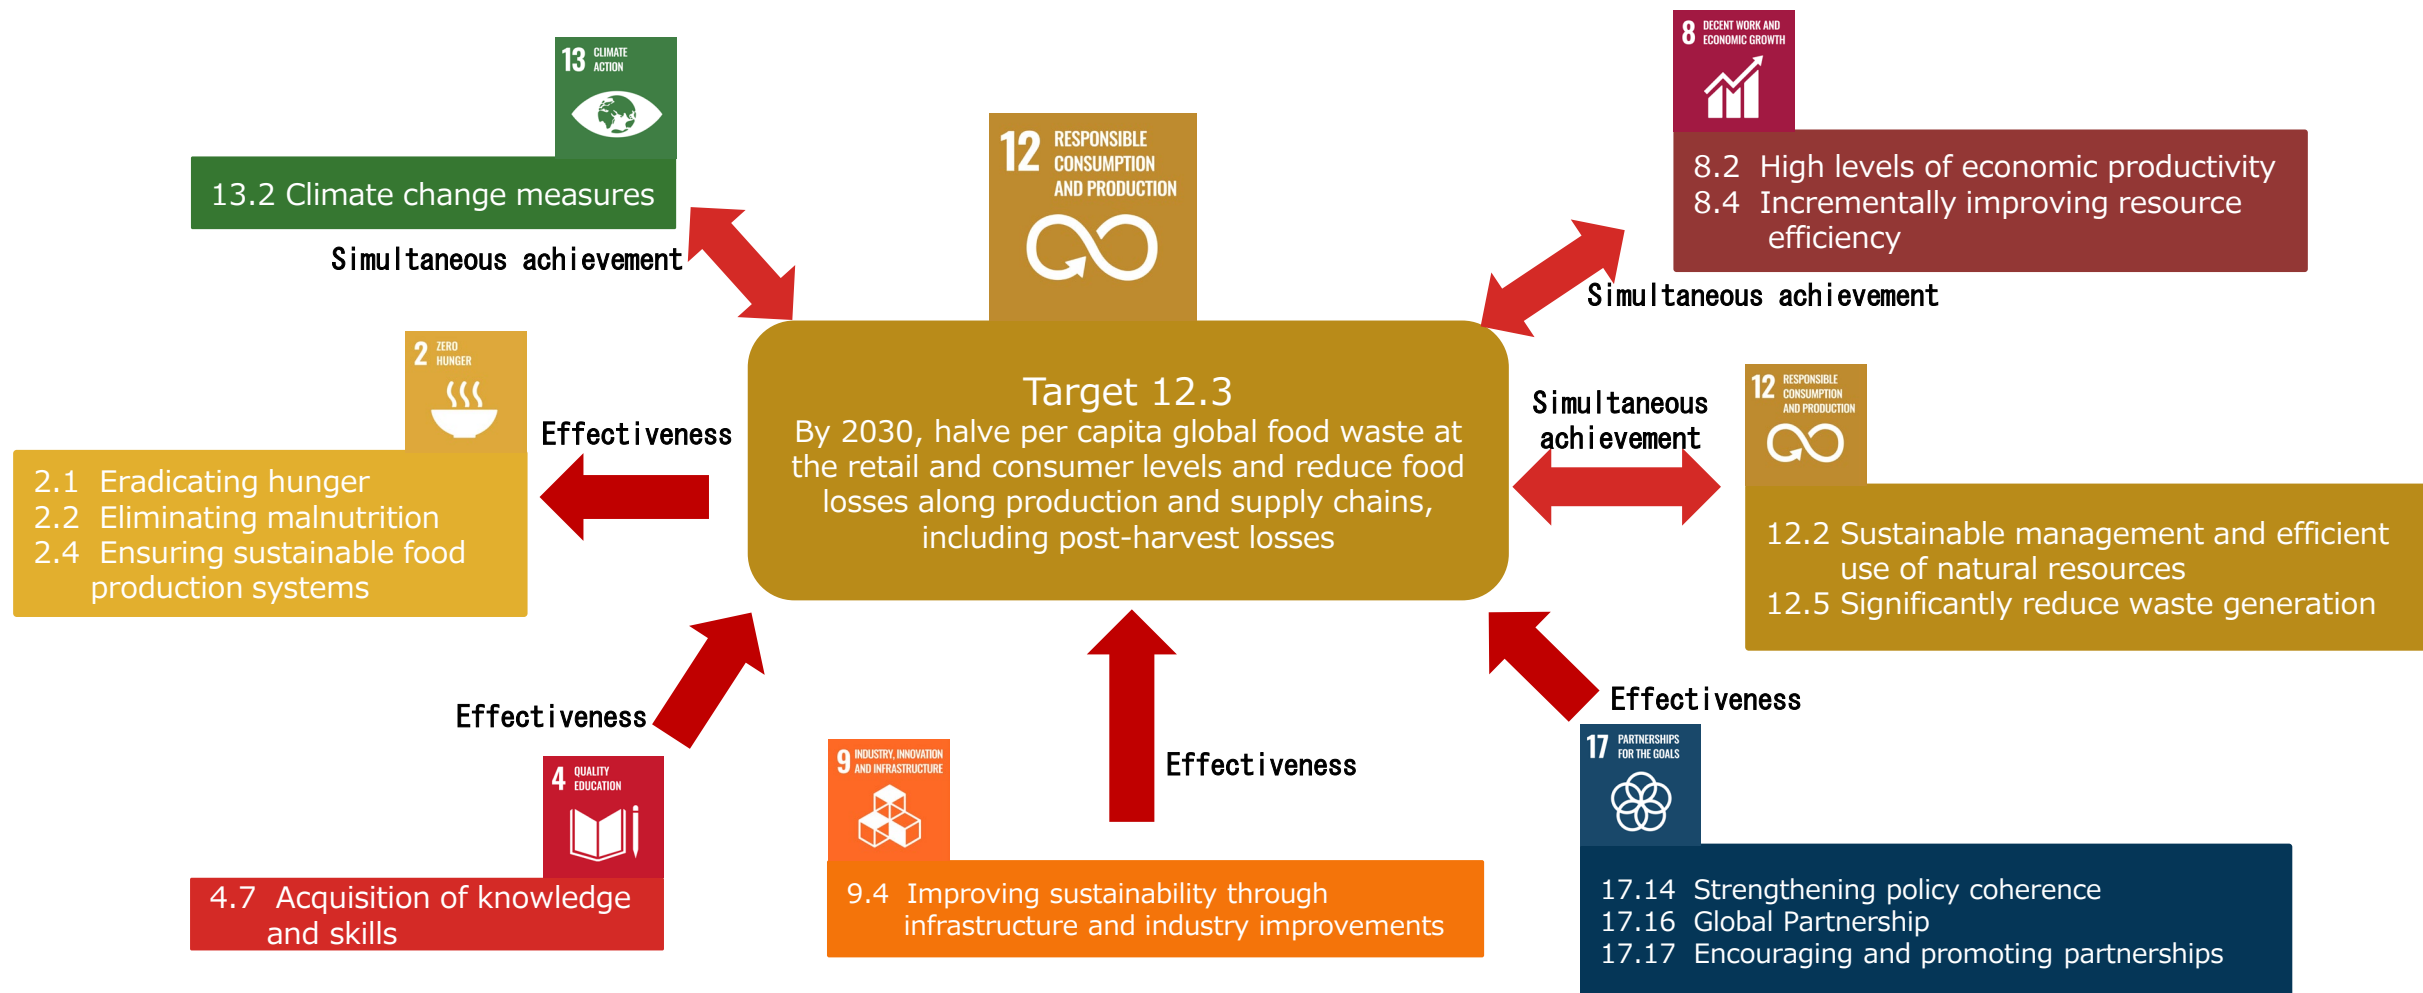 13 CLIMATE
ACTION
13.2 Climate change measures
Simultaneous achievement
12 RESPONSIBLE
CONSUMPTION
AND PRODUCTION
8 DECENT WORK AND
ECONOMIC GROWTH
8.2 High levels of economic productivity
8.4 Incrementally improving resource
efficiency
Simultaneous achievement
2 ZERO
HUNGER
2.1 Eradicating hunger
2.2 Eliminating malnutrition
2.4 Ensuring sustainable food
production systems
Effectiveness
Target 12.3
By 2030, halve per capita global food waste at
the retail and consumer levels and reduce food
losses along production and supply chains,
including post-harvest losses
Simultaneous
achievement
12 RESPONSIBLE
CONSUMPTION
AND PRODUCTION
12.2 Sustainable management and efficient
use of natural resources
12.5 Significantly reduce waste generation
Effectiveness
4 QUALITY
EDUCATION
4.7 Acquisition of knowledge
and skills
9 INDUSTRY, INNOVATION
AND INFRASTRUCTURE
Effectiveness
9.4 Improving sustainability through
infrastructure and industry improvements
Effectiveness
17 PARTNERSHIPS
FOR THE GOALS
17.14 Strengthening policy coherence
17.16 Global Partnership
17.17 Encouraging and promoting partnerships